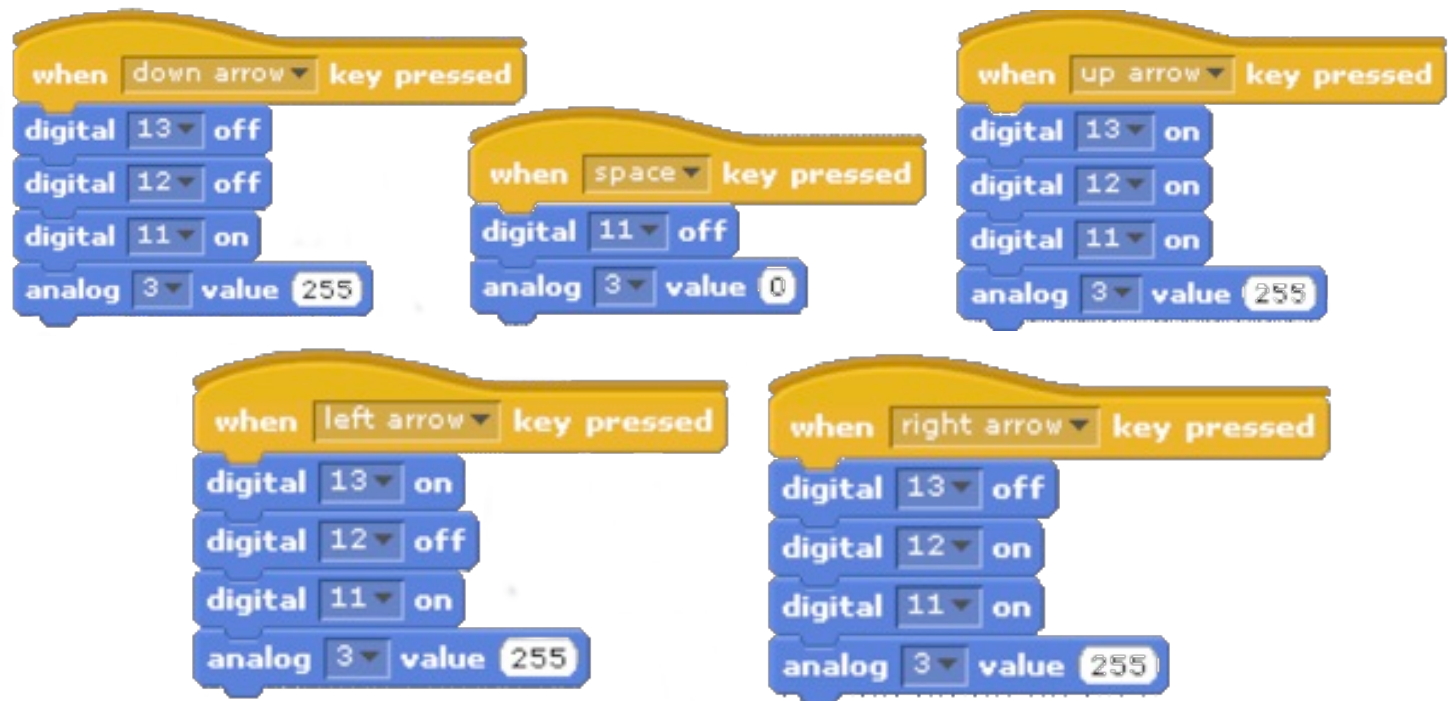 when down arrow key pressed
digital 13 off
digital 12 off
digital 11 on
analog 3 value 255
when space key pressed
digital 11 off
analog 3 value 0
when up arrow key pressed
digital 13 on
digital 12 on
digital 11 on
analog 3 value 255
when left arrow key pressed
digital 13 on
digital 12 off
digital 11 on
analog 3 value 255
when right arrow key pressed
digital 13 off
digital 12 on
digital 11 on
analog 3 value 255